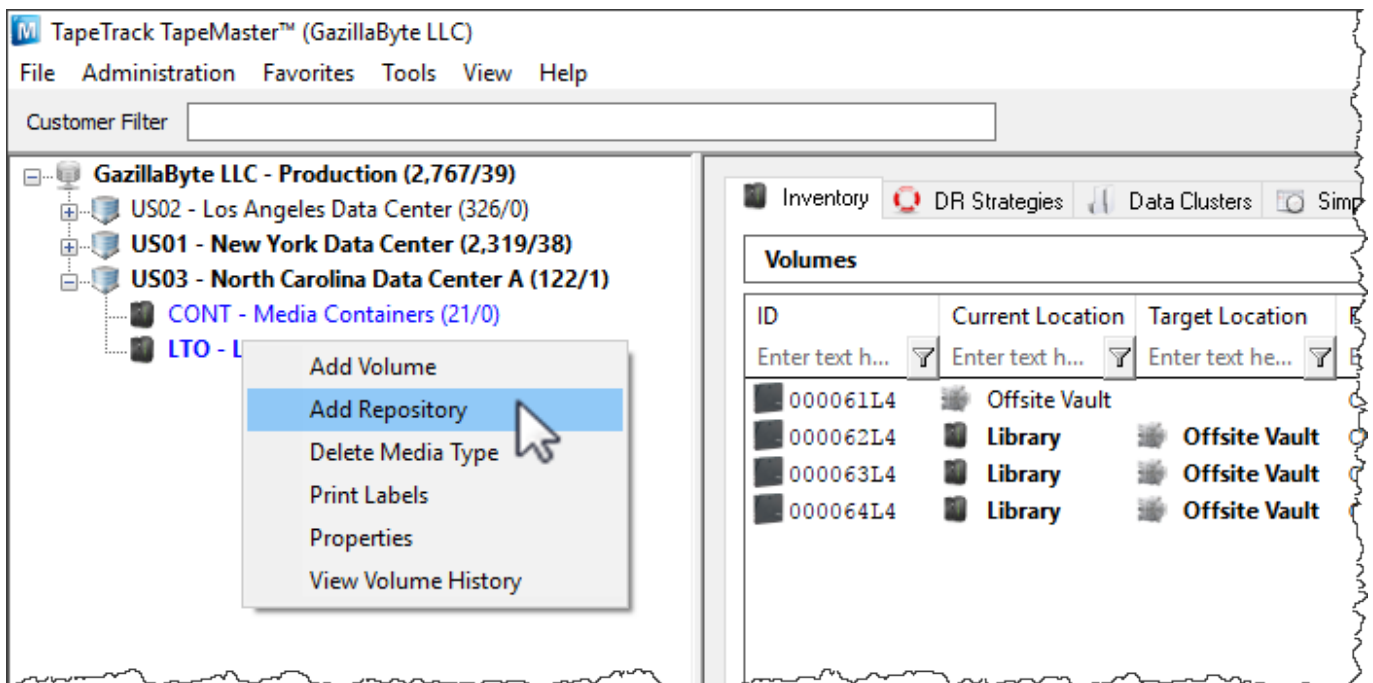 TapeTrack TapeMaster™ (GazillaByte LLC)
File Administration Favorites Tools View Help
Customer Filter
GazillaByte LLC - Production (2,767/39)
US02 - Los Angeles Data Center (326/0)
US01 - New York Data Center (2,319/38)
US03 - North Carolina Data Center A (122/1)
CONT - Media Containers (21/0)
LTO - L
Add Volume
Add Repository
Delete Media Type
Print Labels
Properties
View Volume History
Inventory DR Strategies Data Clusters Simp
Volumes
ID Current Location Target Location
Enter text h... Enter text h... Enter text he...
000061L4 Offsite Vault
000062L4 Library Offsite Vault
000063L4 Library Offsite Vault
000064L4 Library Offsite Vault